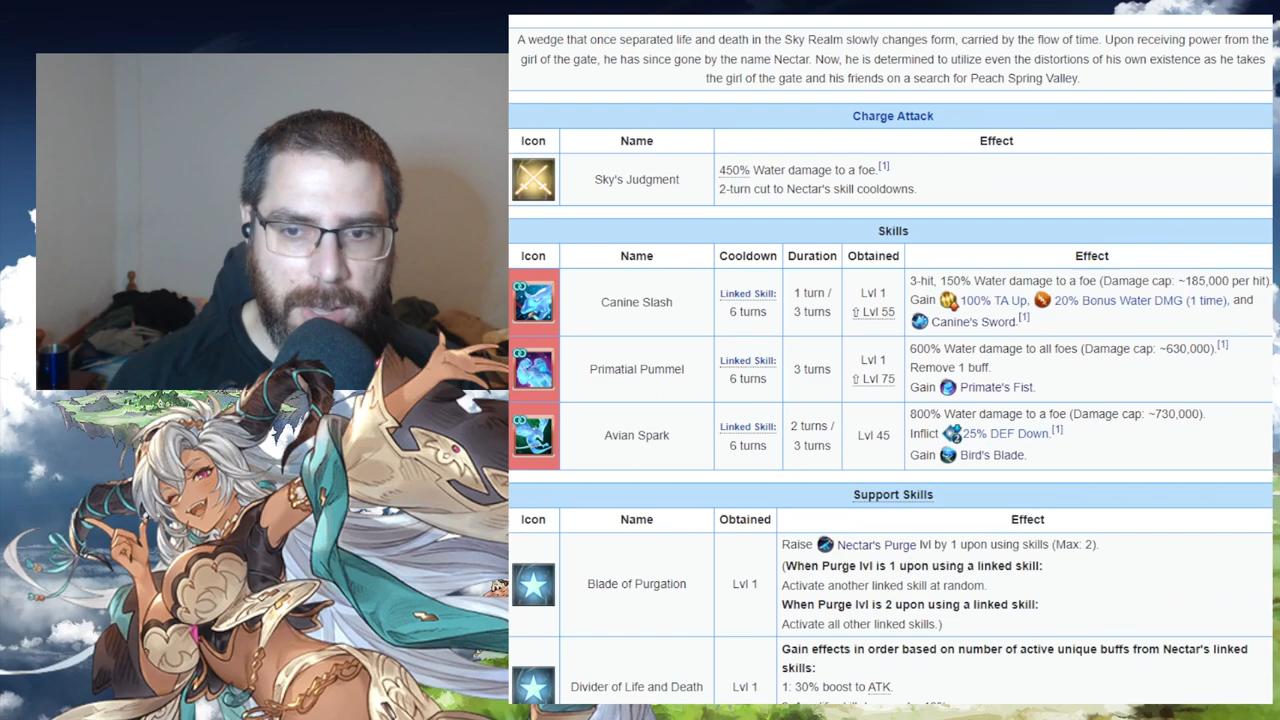 A wedge that once separated life and death in the Sky Realm slowly changes form, carried by the flow of time. Upon receiving power from the
girl of the gate, he has since gone by the name Nectar. Now, he is determined to utilize even the distortions of his own existence as he takes
the girl of the gate and his friends on a search for Peach Spring Valley.
Charge Attack
Icon Name Effect
Sky's Judgment
450% Water damage to a foe.[1]
2-turn cut to Nectar's skill cooldowns.
Skills
Icon Name Cooldown Duration Obtained Effect
Canine Slash
Linked Skill:
6 turns
1 turn /
3 turns
Lvl 1
⇧ Lvl 55
3-hit, 150% Water damage to a foe (Damage cap: ~185,000 per hit).
Gain 100% TA Up, 20% Bonus Water DMG (1 time), and
Canine's Sword.[1]
Primatial Pummel
Linked Skill:
6 turns
3 turns
Lvl 1
⇧ Lvl 75
600% Water damage to all foes (Damage cap: ~630,000).[1]
Remove 1 buff.
Gain Primate's Fist.
Avian Spark
Linked Skill:
6 turns
2 turns /
3 turns
Lvl 45
800% Water damage to a foe (Damage cap: ~730,000).
Inflict 25% DEF Down.[1]
Gain Bird's Blade.
Support Skills
Icon Name Obtained Effect
Blade of Purgation
Lvl 1
Raise Nectar's Purge lvl by 1 upon using skills (Max: 2).
(When Purge lvl is 1 upon using a linked skill:
Activate another linked skill at random.
When Purge lvl is 2 upon using a linked skill:
Activate all other linked skills.)
Divider of Life and Death
Lvl 1
Gain effects in order based on number of active unique buffs from Nectar's linked
skills:
1: 30% boost to ATK.